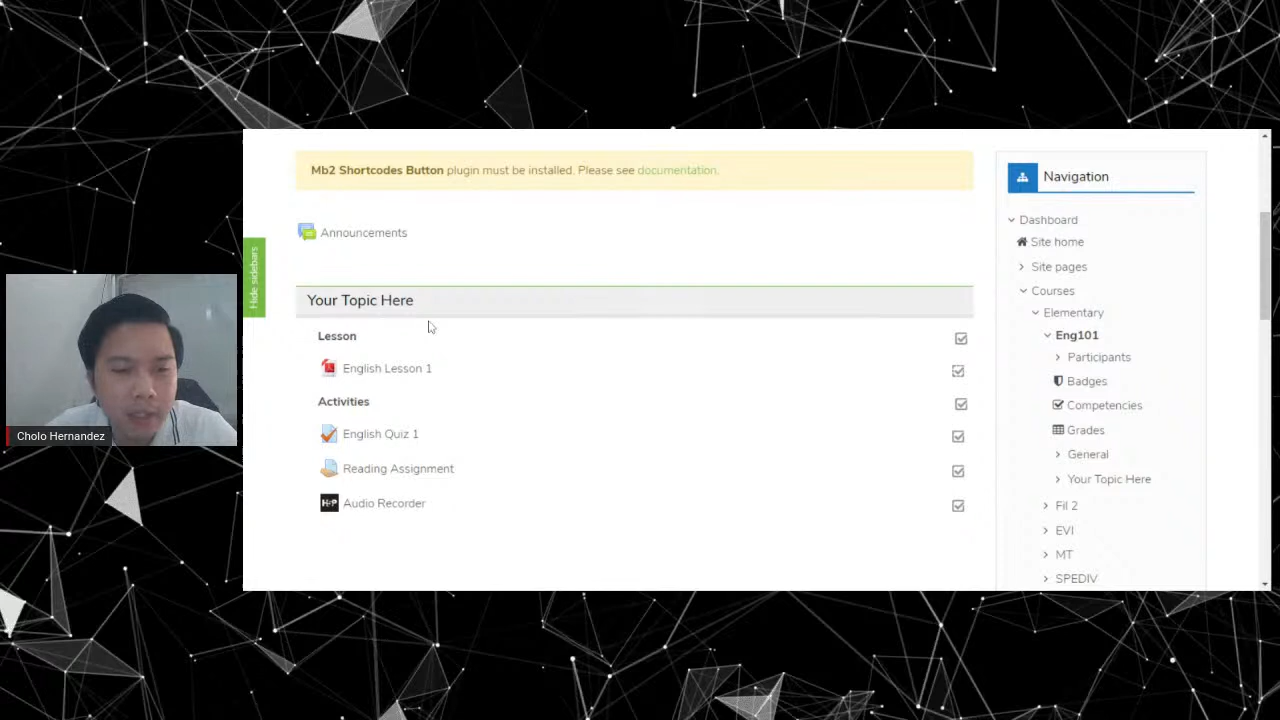 Mb2 Shortcodes Button plugin must be installed. Please see documentation.
Announcements
Hide sidebars
Your Topic Here
Lesson
English Lesson 1
Activities
English Quiz 1
Reading Assignment
H-P Audio Recorder
Navigation
Dashboard
Site home
Site pages
Courses
Elementary
Eng101
Participants
Badges
Competencies
Grades
General
Your Topic Here
Fil 2
EVI
MT
SPEDIV
Cholo Hernandez